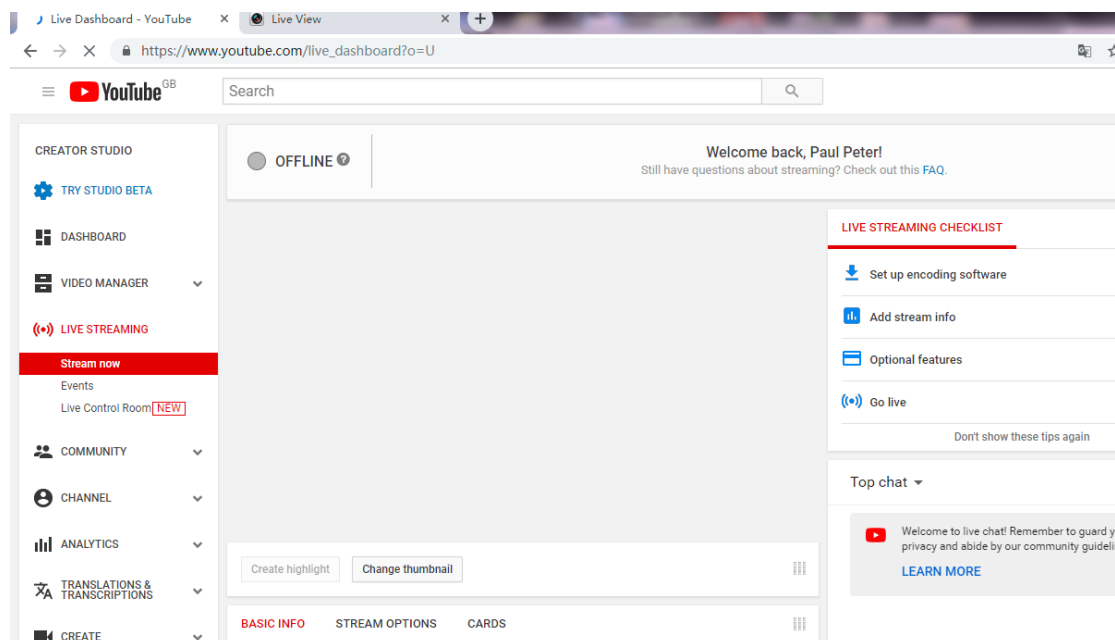 Live Dashboard - YouTube
Live View
https://www.youtube.com/live_dashboard?o=U
YouTube GB
Search
CREATOR STUDIO
TRY STUDIO BETA
DASHBOARD
VIDEO MANAGER
LIVE STREAMING
Stream now
Events
Live Control Room NEW
COMMUNITY
CHANNEL
ANALYTICS
TRANSLATIONS &
TRANSCRIPTIONS
CREATE
OFFLINE ?
Welcome back, Paul Peter!
Still have questions about streaming? Check out this FAQ.
Create highlight
Change thumbnail
BASIC INFO
STREAM OPTIONS
CARDS
LIVE STREAMING CHECKLIST
Set up encoding software
Add stream info
Optional features
Go live
Don't show these tips again
Top chat
Welcome to live chat! Remember to guard y
privacy and abide by our community guideli
LEARN MORE